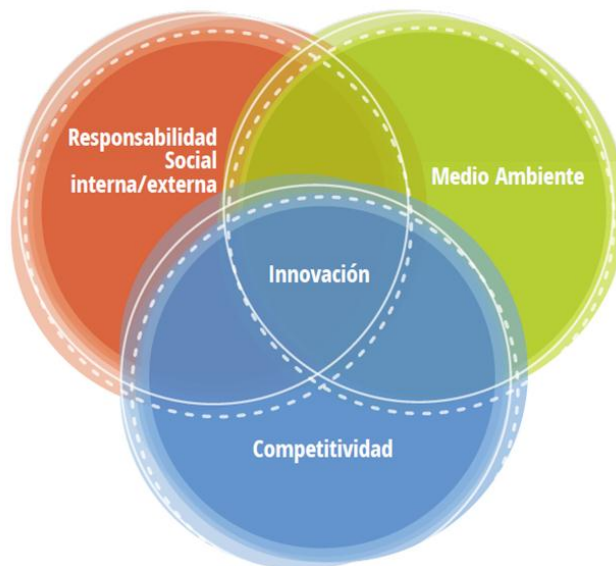 Responsabilidad
Social
interna/externa
Medio Ambiente
Innovación
Competitividad